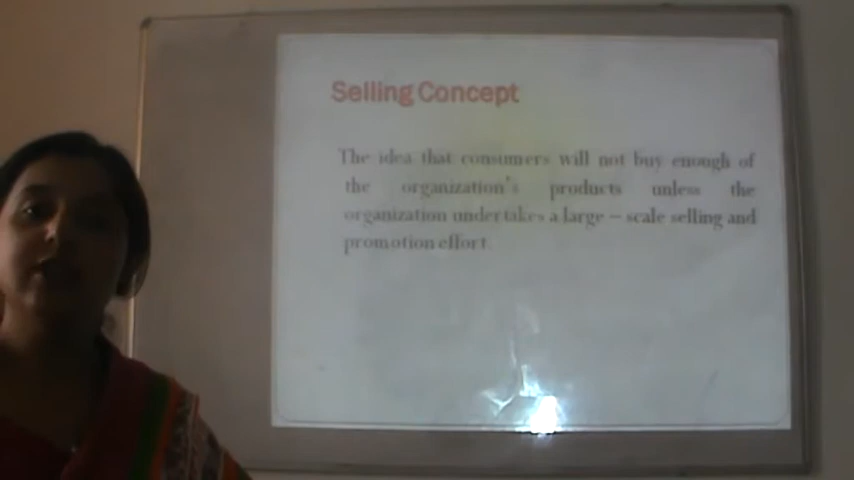 Selling Concept
The idea that consumers will not buy enough of
the organization's products unless the
organization undertakes a large – scale selling and
promotion effort.